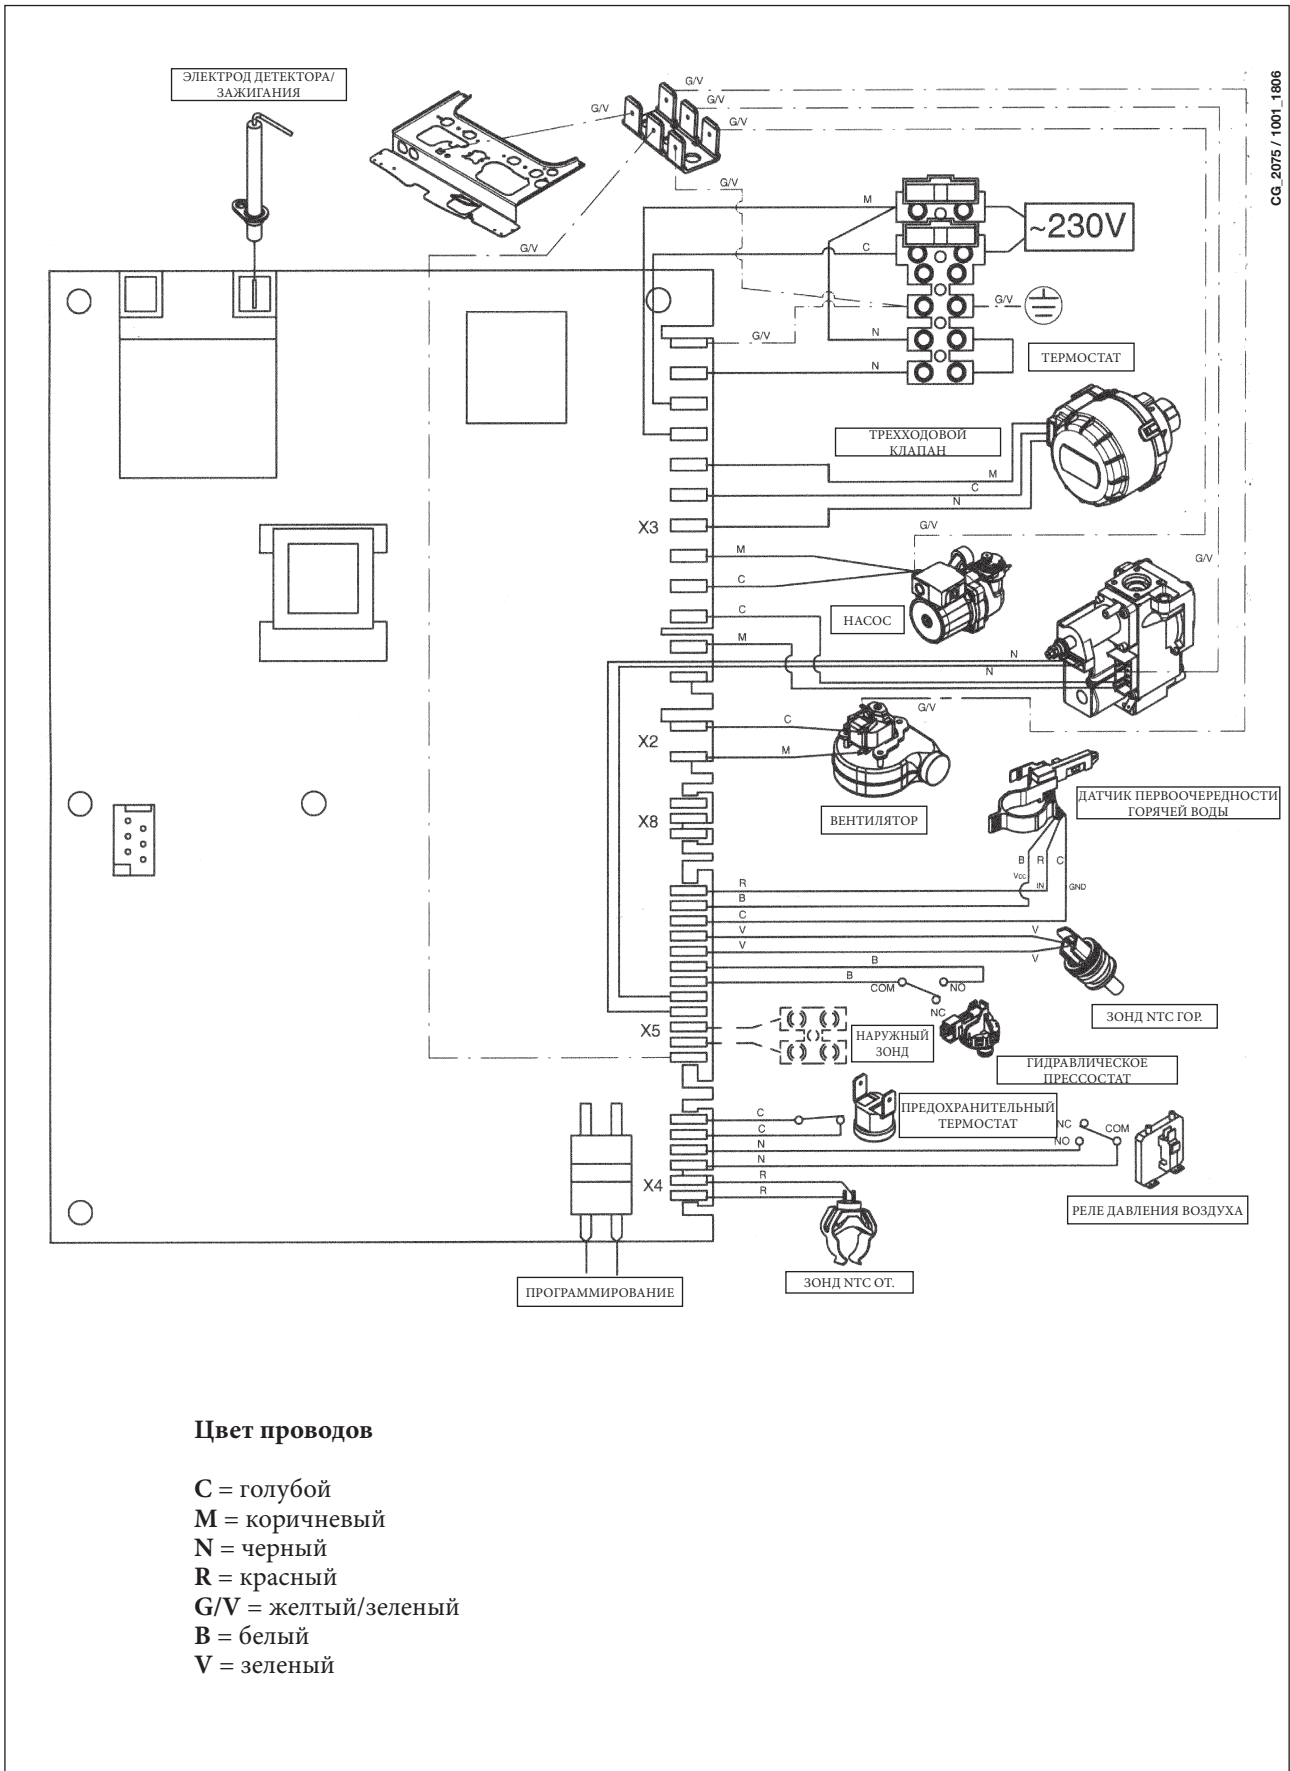 ЭЛЕКТРОД ДЕТЕКТОРА/
ЗАЖИГАНИЯ
G/V
G/V
G/V
G/V
G/V
G/V
CG_2075 / 1001_1806
M
~230V
C
G/V
G/V
N
ТЕРМОСТАТ
N
ТРЕХХОДОВОЙ
КЛАПАН
M
C
N
X3
G/V
M
G/V
C
C
НАСОС
M
N
N
G/V
C
X2
M
ДАТЧИК ПЕРВООЧЕРЕДНОСТИ
ГОРЯЧЕЙ ВОДЫ
X8
ВЕНТИЛЯТОР
B R C
Vcc
IN
GND
R
B
C
V
V
V
V
B
B
COM
NO
NC
ЗОНД NTC ГОР.
X5
НАРУЖНЫЙ
ЗОНД
ГИДРАВЛИЧЕСКОЕ
ПРЕССОСТАТ
ПРЕДОХРАНИТЕЛЬНЫЙ
ТЕРМОСТАТ
C
C
N
N
NC
NO
COM
X4
R
R
РЕЛЕ ДАВЛЕНИЯ ВОЗДУХА
ПРОГРАММИРОВАНИЕ
ЗОНД NTC ОТ.
Цвет проводов
C = голубой
M = коричневый
N = черный
R = красный
G/V = желтый/зеленый
B = белый
V = зеленый